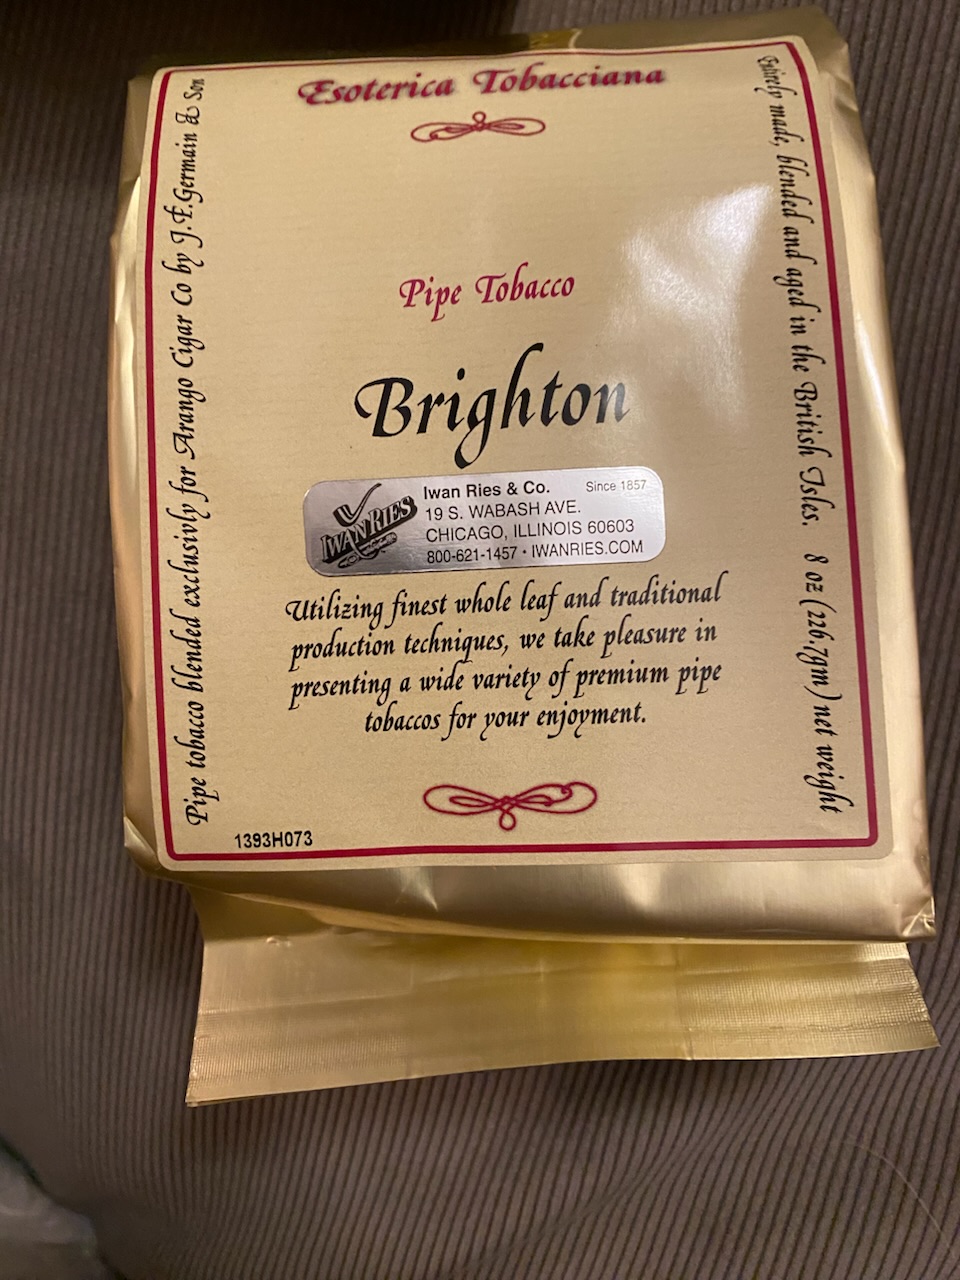 Esoterica Tobacciana
Pipe Tobacco
Brighton
IWAN RIES
Iwan Ries & Co. Since 1857
19 S. WABASH AVE.
CHICAGO, ILLINOIS 60603
800-621-1457 • IWANRIES.COM
Utilizing finest whole leaf and traditional
production techniques, we take pleasure in
presenting a wide variety of premium pipe
tobaccos for your enjoyment.
1393H073
Pipe tobacco blended exclusivly for Arango Cigar Co by J.F.Germain & Son
Entirely made, blended and aged in the British Isles. 8 oz (226.7gm) net weight